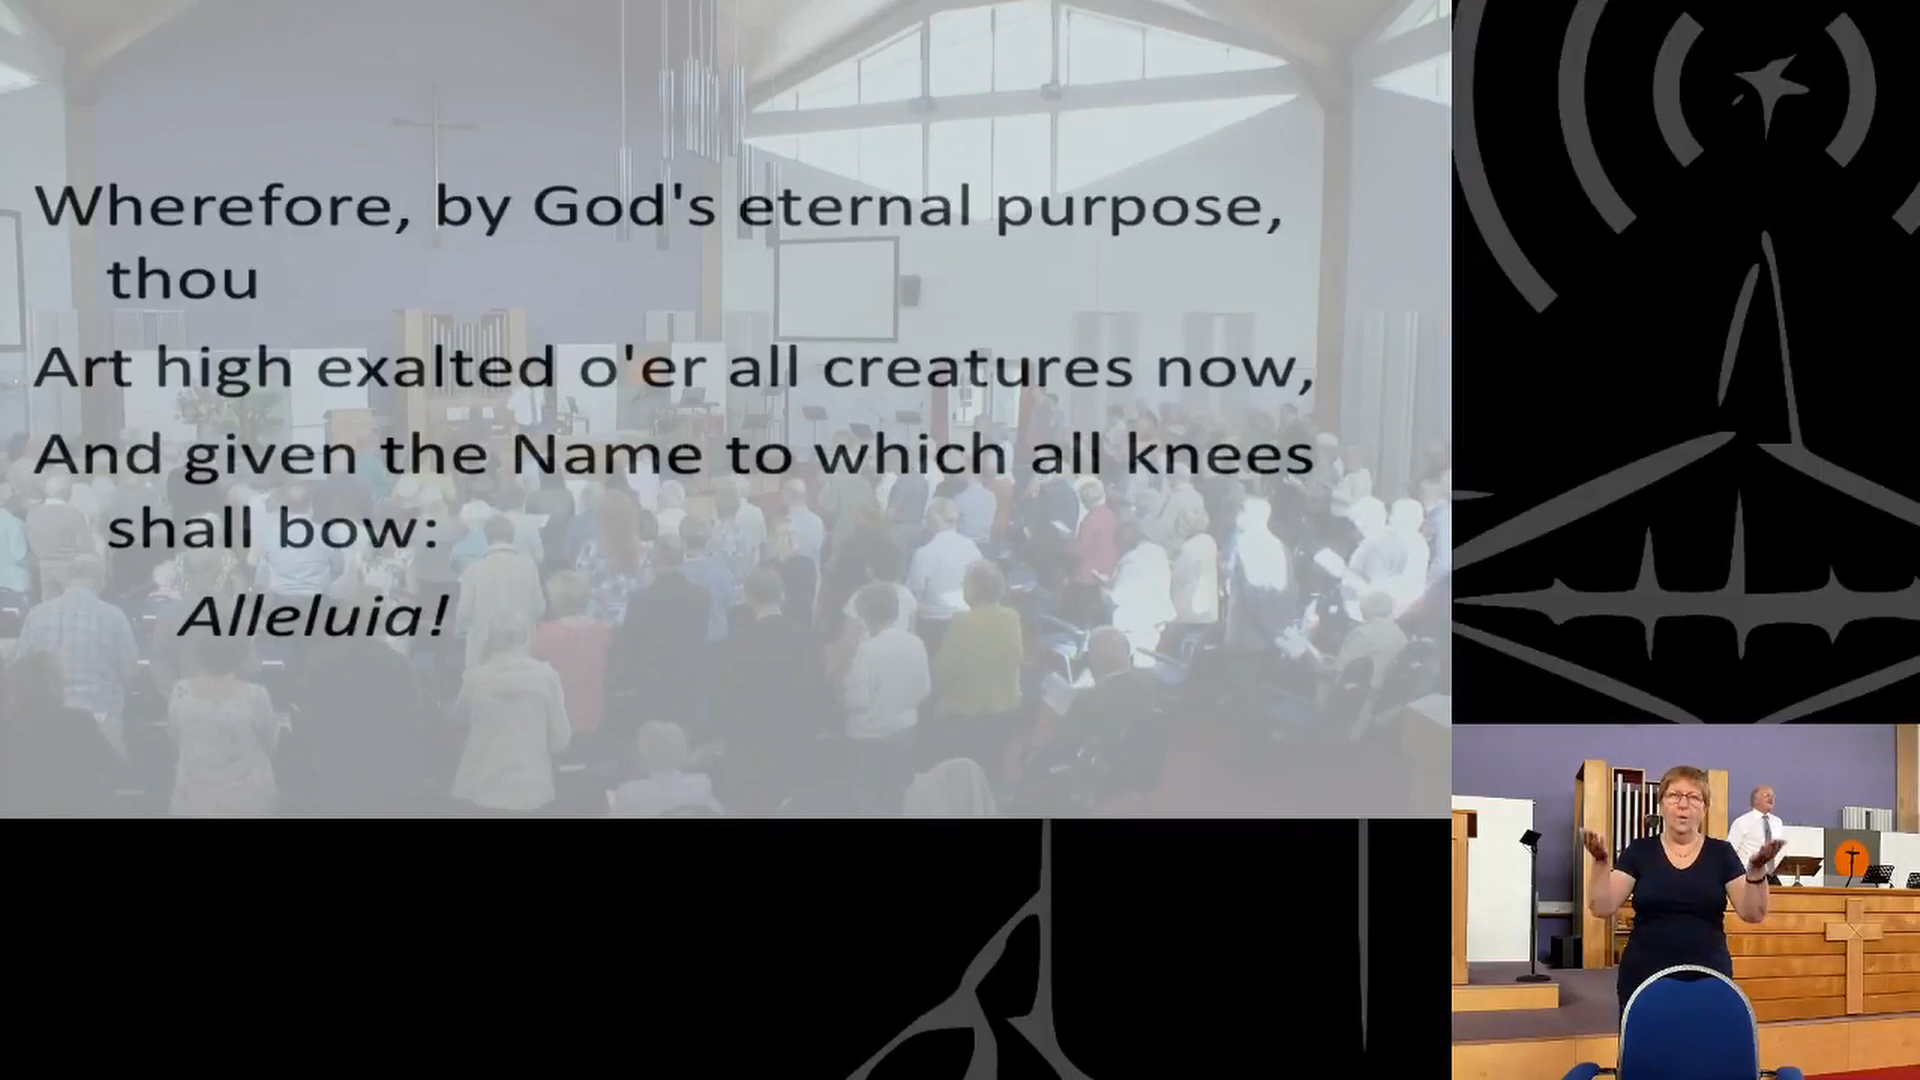 Wherefore, by God's eternal purpose,
thou
Art high exalted o'er all creatures now,
And given the Name to which all knees
shall bow:
Alleluia!